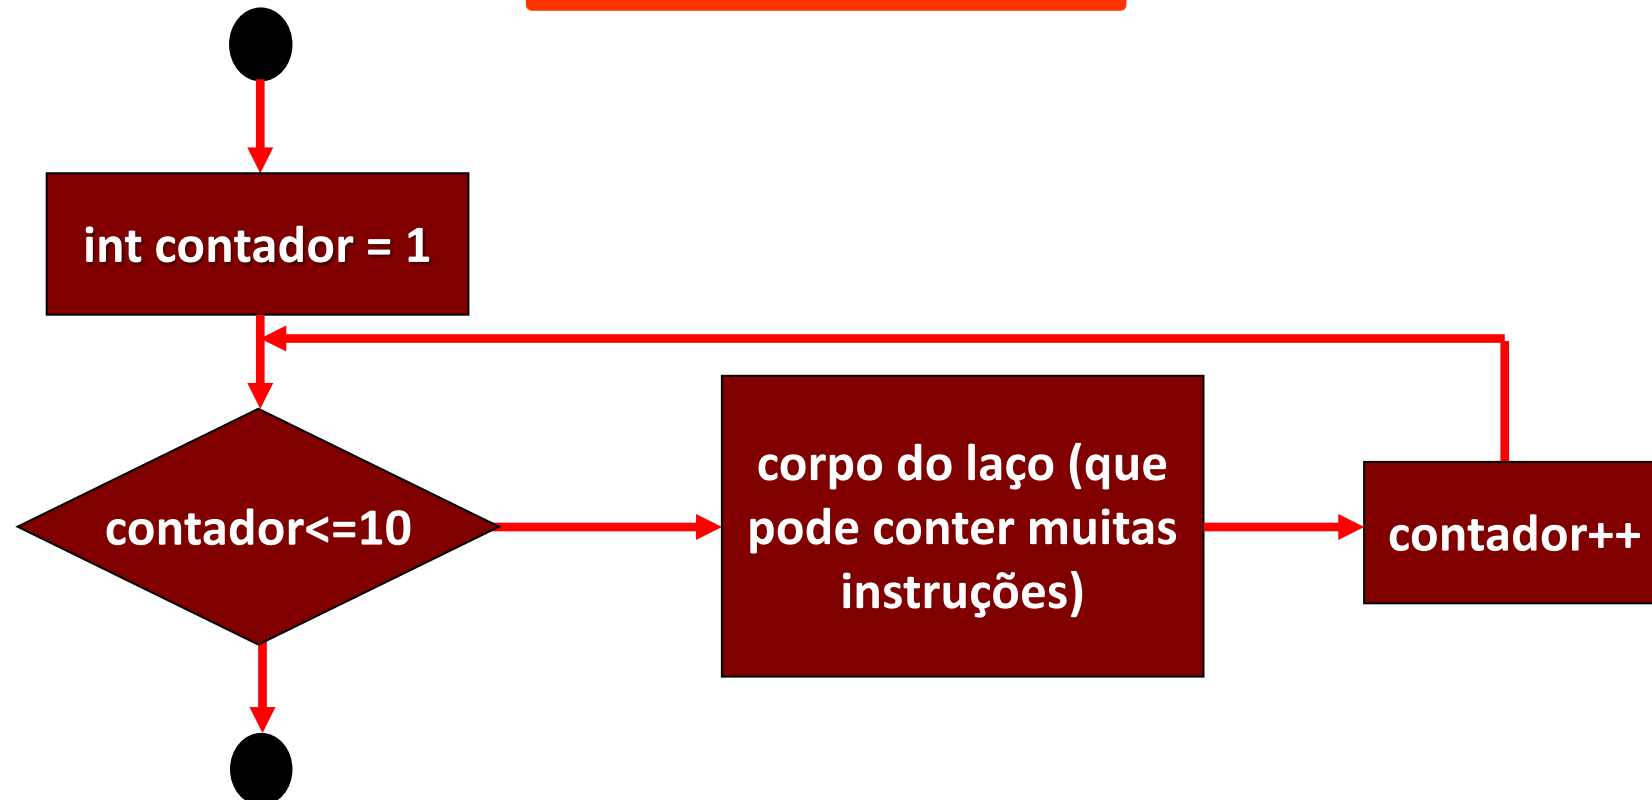 int contador = 1
contador<=10
corpo do laço (que
pode conter muitas
instruções)
contador++